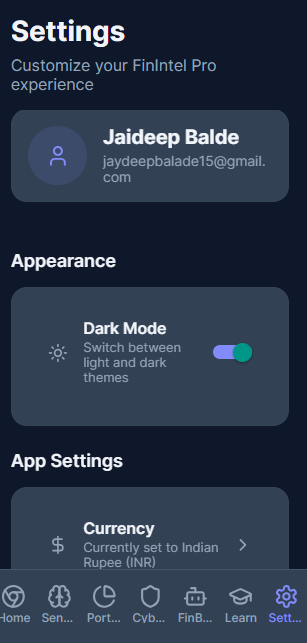 Settings
Customize your FinIntel Pro
experience
Jaideep Balde
jaydeepbalade15@gmail.
com
Appearance
Dark Mode
Switch between
light and dark
themes
App Settings
Currency
Currently set to Indian
Rupee (INR)
Home Sen... Port... Cyb... FinB... Learn Sett...